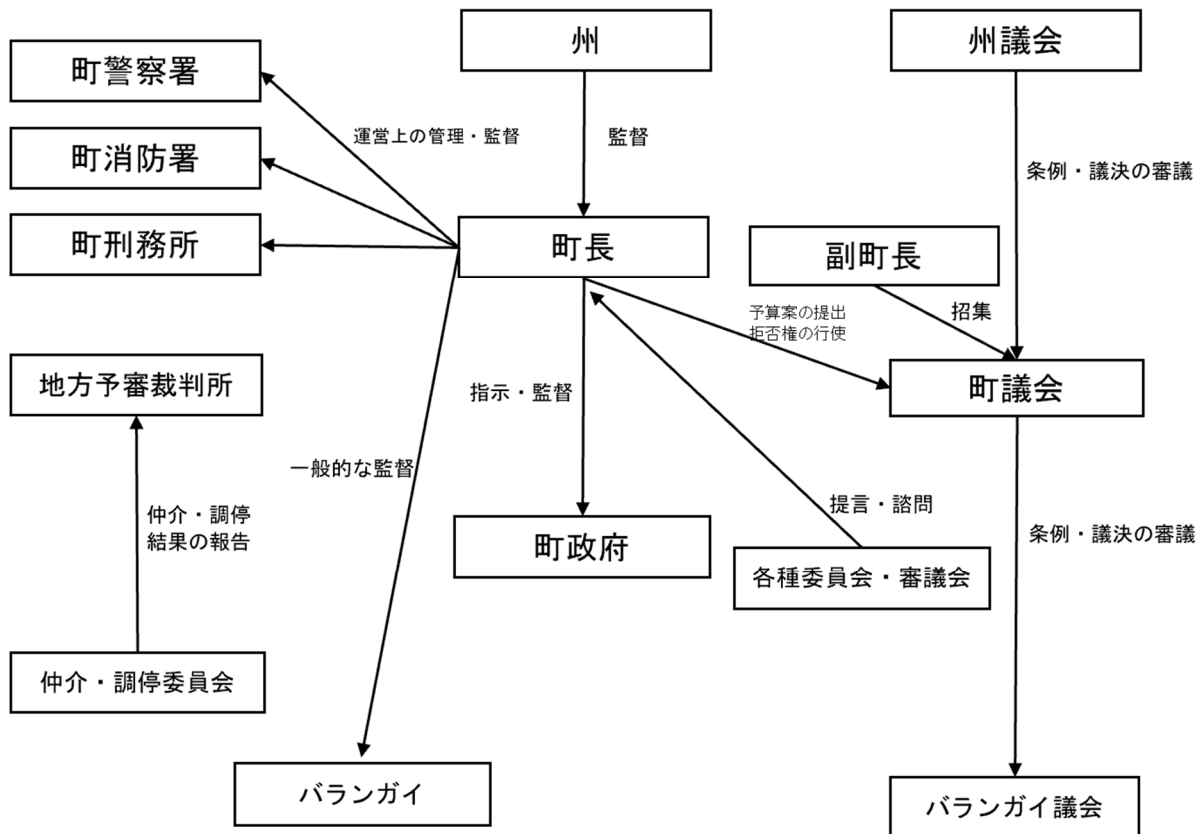 州
州議会
町警察署
運営上の管理・監督
監督
町消防署
条例・議決の審議
町刑務所
町長
副町長
予算案の提出
拒否権の行使
招集
地方予審裁判所
指示・監督
町議会
一般的な監督
仲介・調停
結果の報告
提言・諮問
町政府
条例・議決の審議
各種委員会・審議会
仲介・調停委員会
バランガイ
バランガイ議会